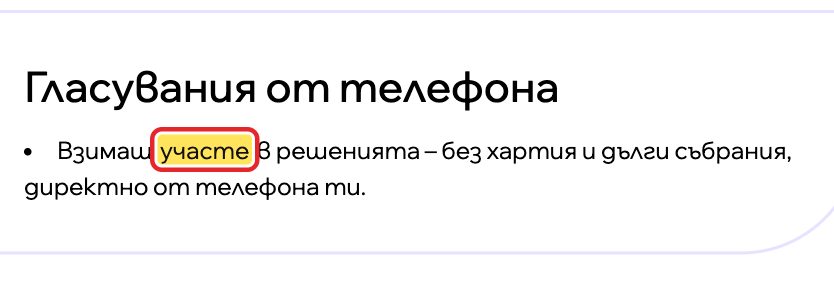 Гласувания от телефона
• Взимаш участе в решенията – без хартия и дълги събрания,
директно от телефона ти.